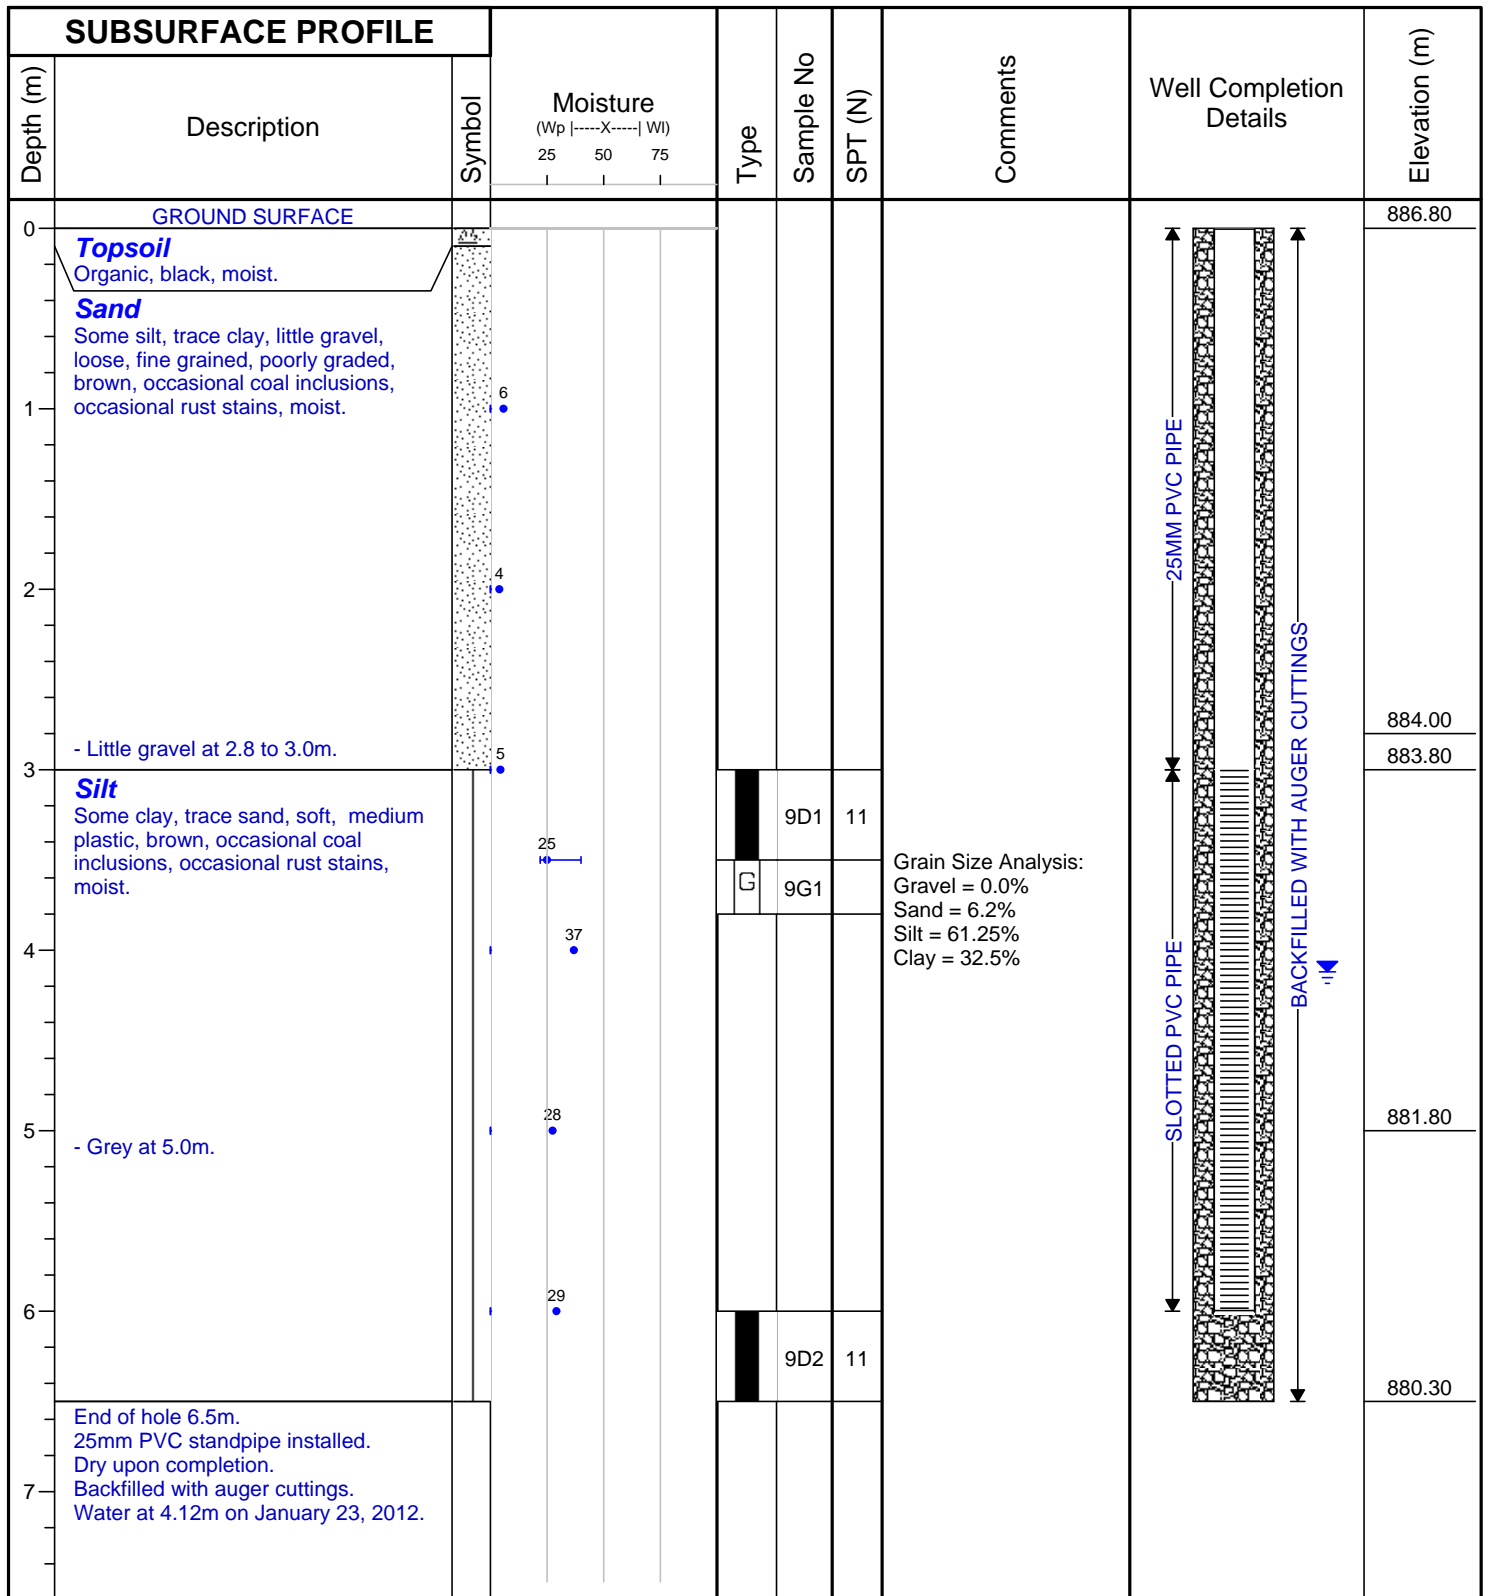 SUBSURFACE PROFILE
Depth (m)
Description
Symbol
Moisture
(Wp |-----X-----| Wl)
25 50 75
Type
Sample No
SPT (N)
Comments
Well Completion
Details
Elevation (m)
GROUND SURFACE
886.80
0
Topsoil
Organic, black, moist.
Sand
Some silt, trace clay, little gravel,
loose, fine grained, poorly graded,
brown, occasional coal inclusions,
occasional rust stains, moist.
6
1
4
2
25MM PVC PIPE
BACKFILLED WITH AUGER CUTTINGS
884.00
- Little gravel at 2.8 to 3.0m.
5
883.80
3
Silt
Some clay, trace sand, soft, medium
plastic, brown, occasional coal
inclusions, occasional rust stains,
moist.
9D1 11
25
G 9G1
Grain Size Analysis:
Gravel = 0.0%
Sand = 6.2%
Silt = 61.25%
Clay = 32.5%
37
4
SLOTTED PVC PIPE
28
881.80
5
- Grey at 5.0m.
29
6
9D2 11
880.30
End of hole 6.5m.
25mm PVC standpipe installed.
Dry upon completion.
Backfilled with auger cuttings.
Water at 4.12m on January 23, 2012.
7